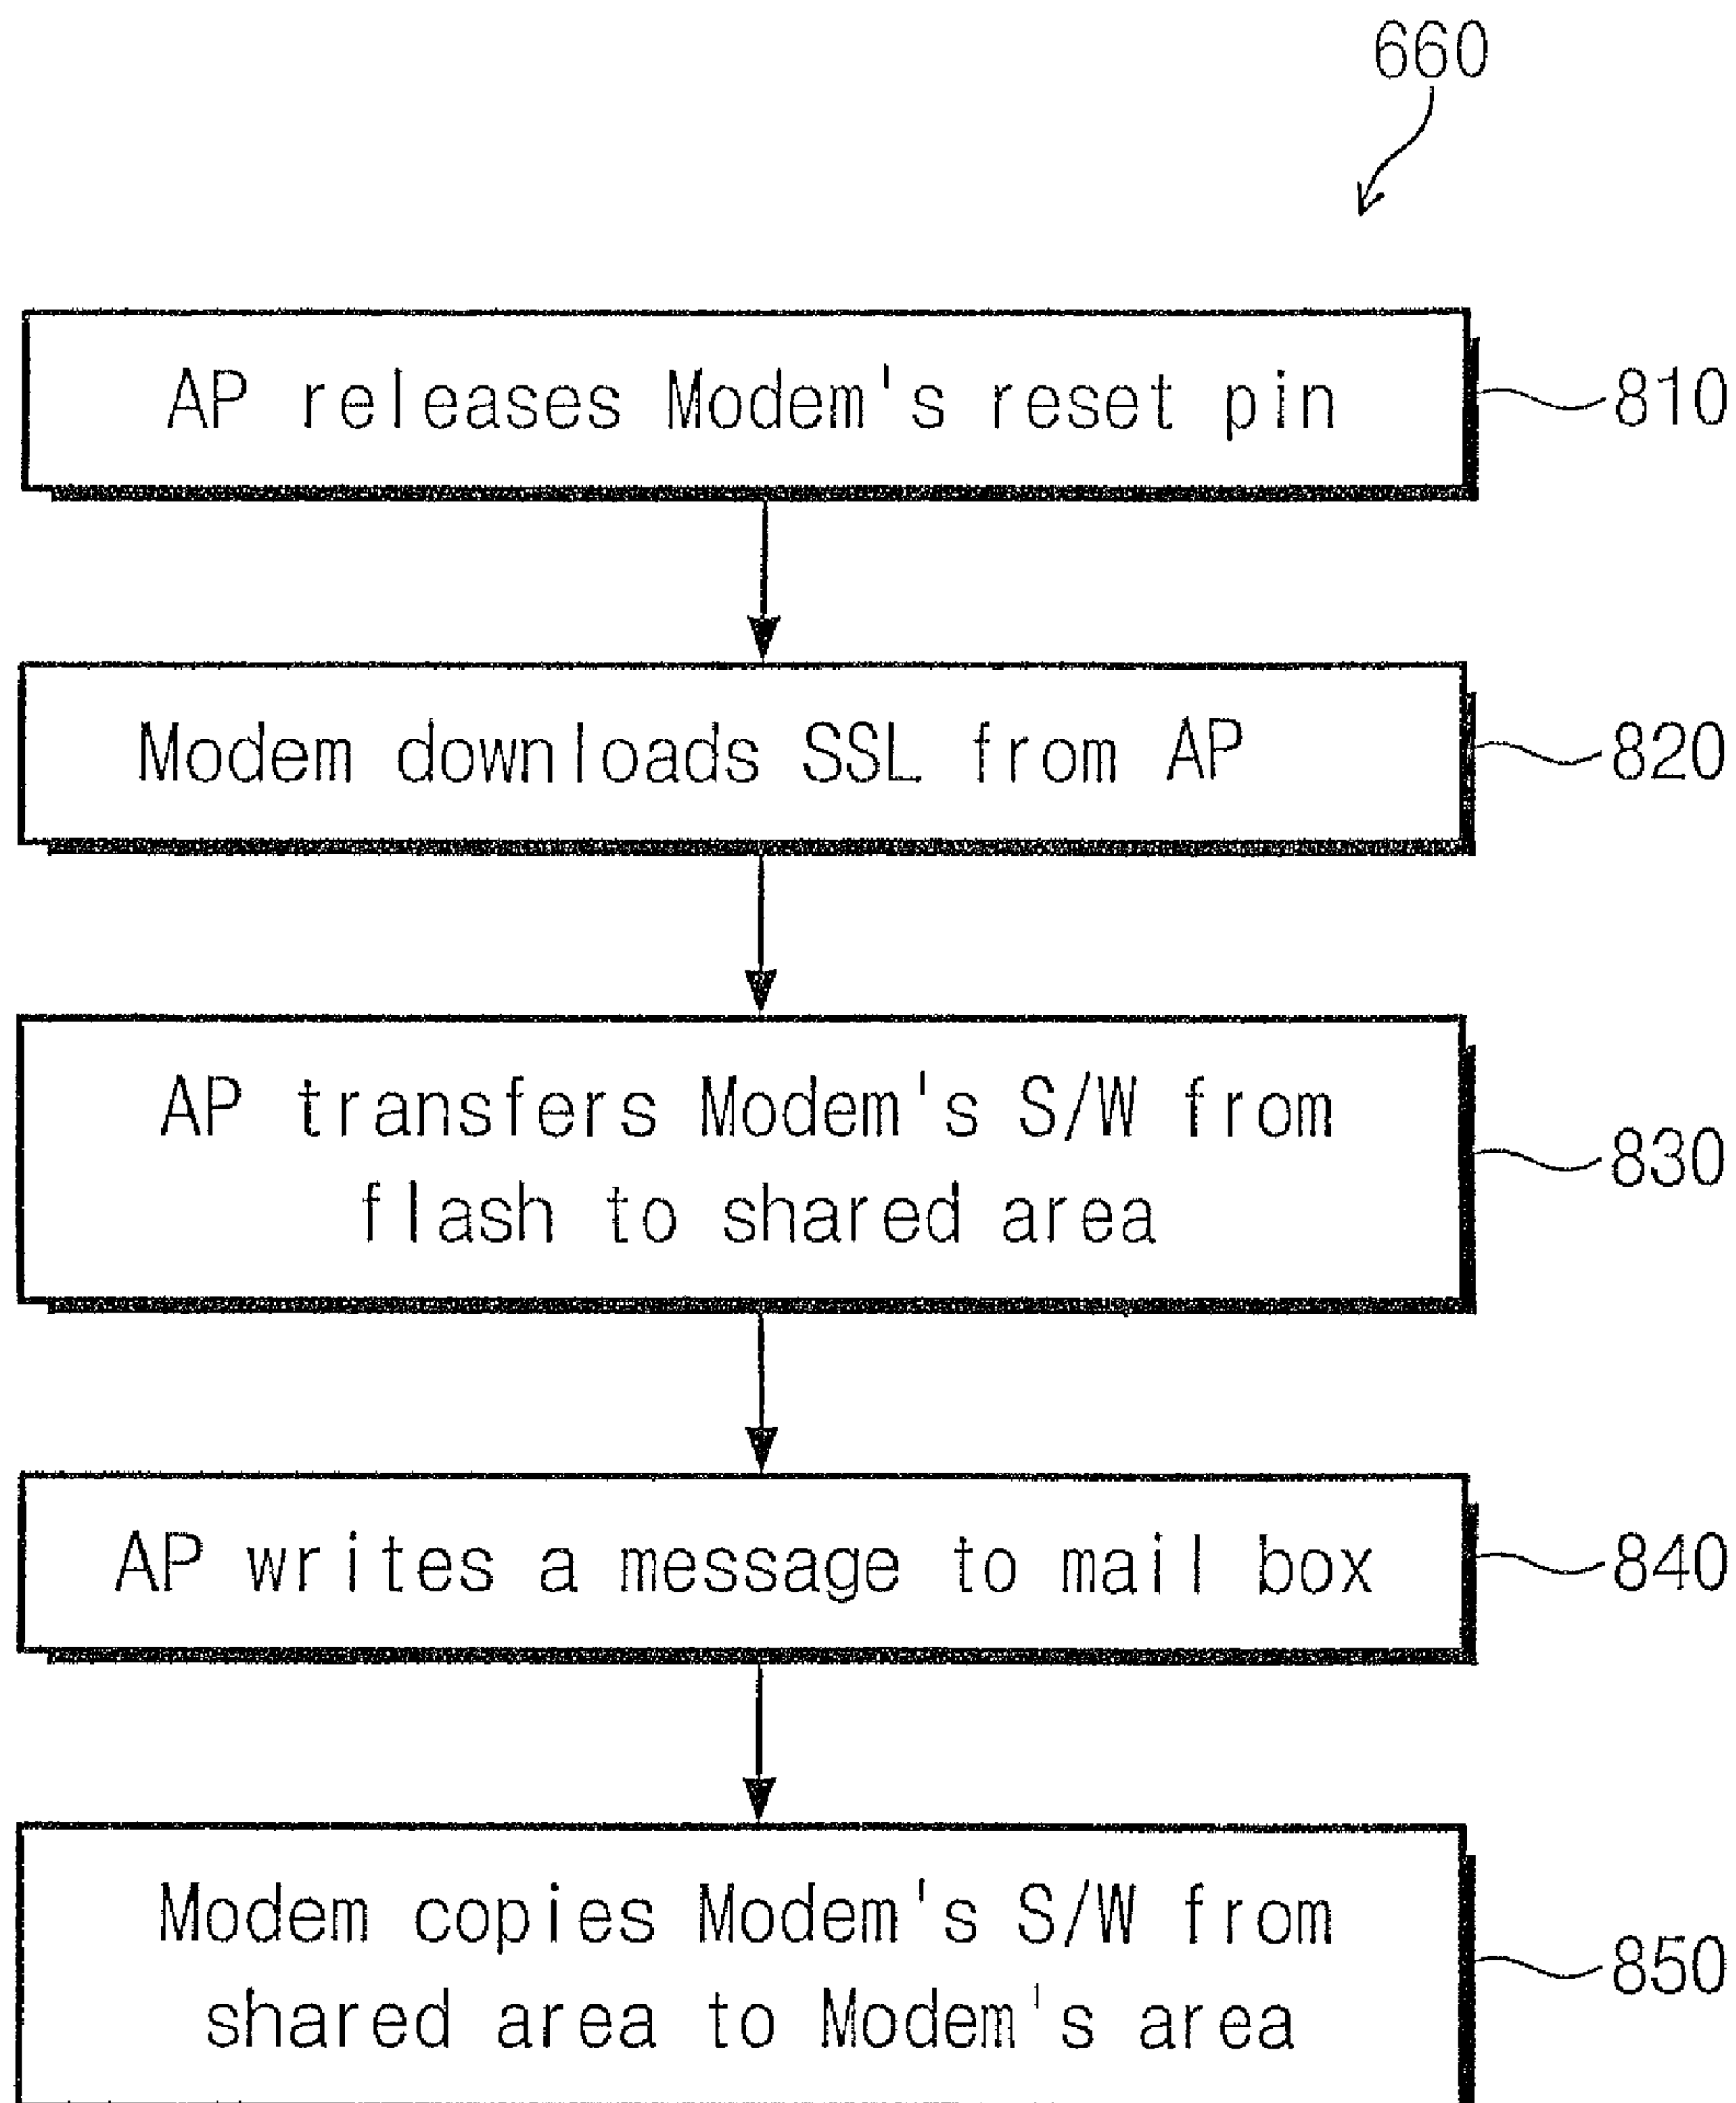 660
AP releases Modem's reset pin
810
Modem downloads SSL from AP
820
AP transfers Modem's S/W from
flash to shared area
830
AP writes a message to mail box
840
Modem copies Modem's S/W from
shared area to Modem's area
850